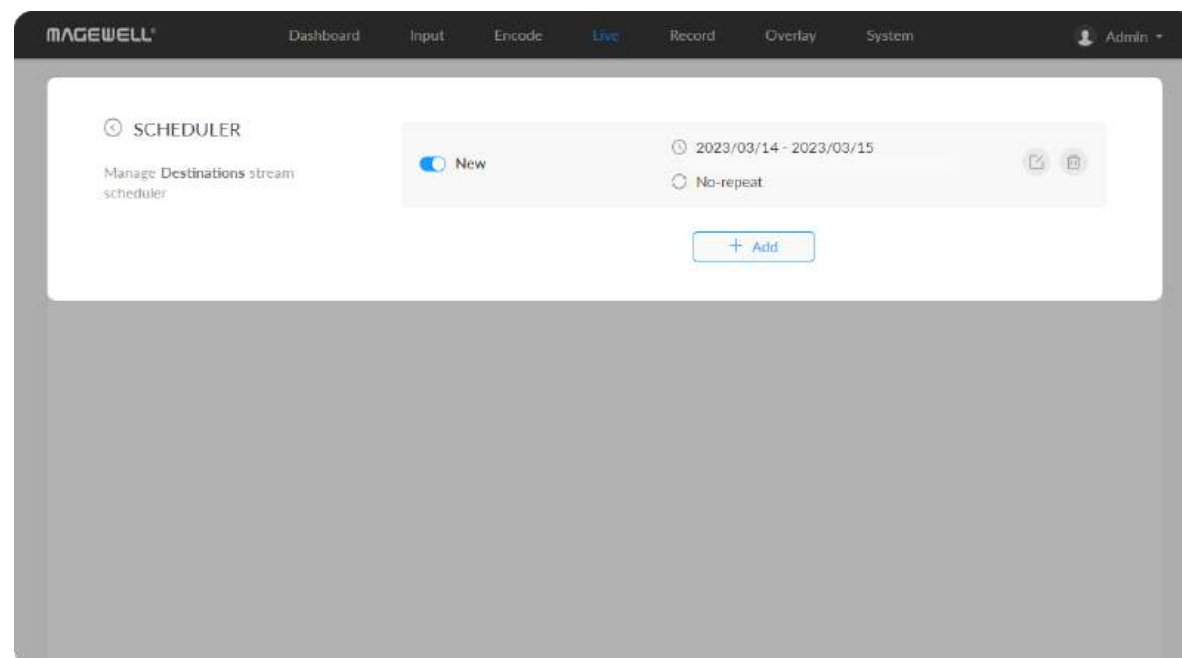 MAGEWELL
Dashboard Input Encode Live Record Overlay System Admin
SCHEDULER
Manage Destinations stream
scheduler
New
2023/03/14 - 2023/03/15
No-repeat
+ Add